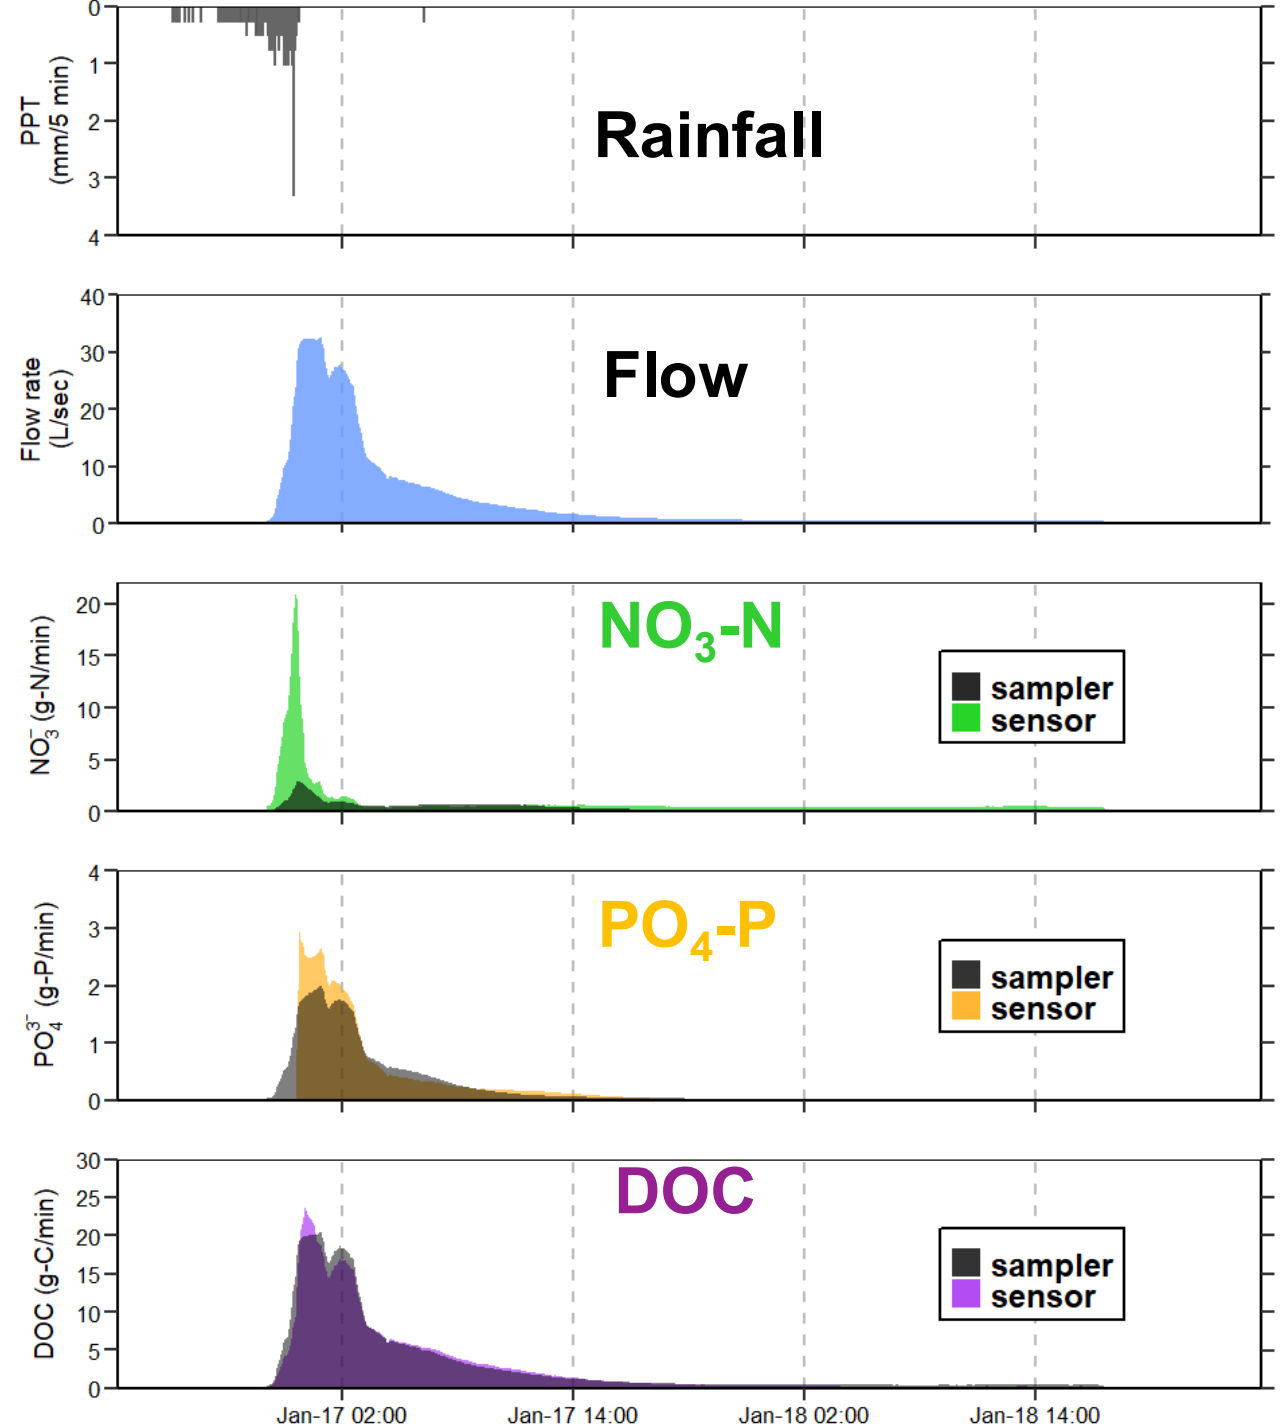 0
1
2
3
4
PPT
(mm/5 min)
Rainfall
40
30
20
10
0
Flow rate
(L/sec)
Flow
20
15
10
5
0
NO₃⁻ (g-N/min)
NO₃-N
sampler
sensor
4
3
2
1
0
PO₄³⁻ (g-P/min)
PO₄-P
sampler
sensor
30
25
20
15
10
5
0
DOC (g-C/min)
DOC
sampler
sensor
Jan-17 02:00 Jan-17 14:00 Jan-18 02:00 Jan-18 14:00